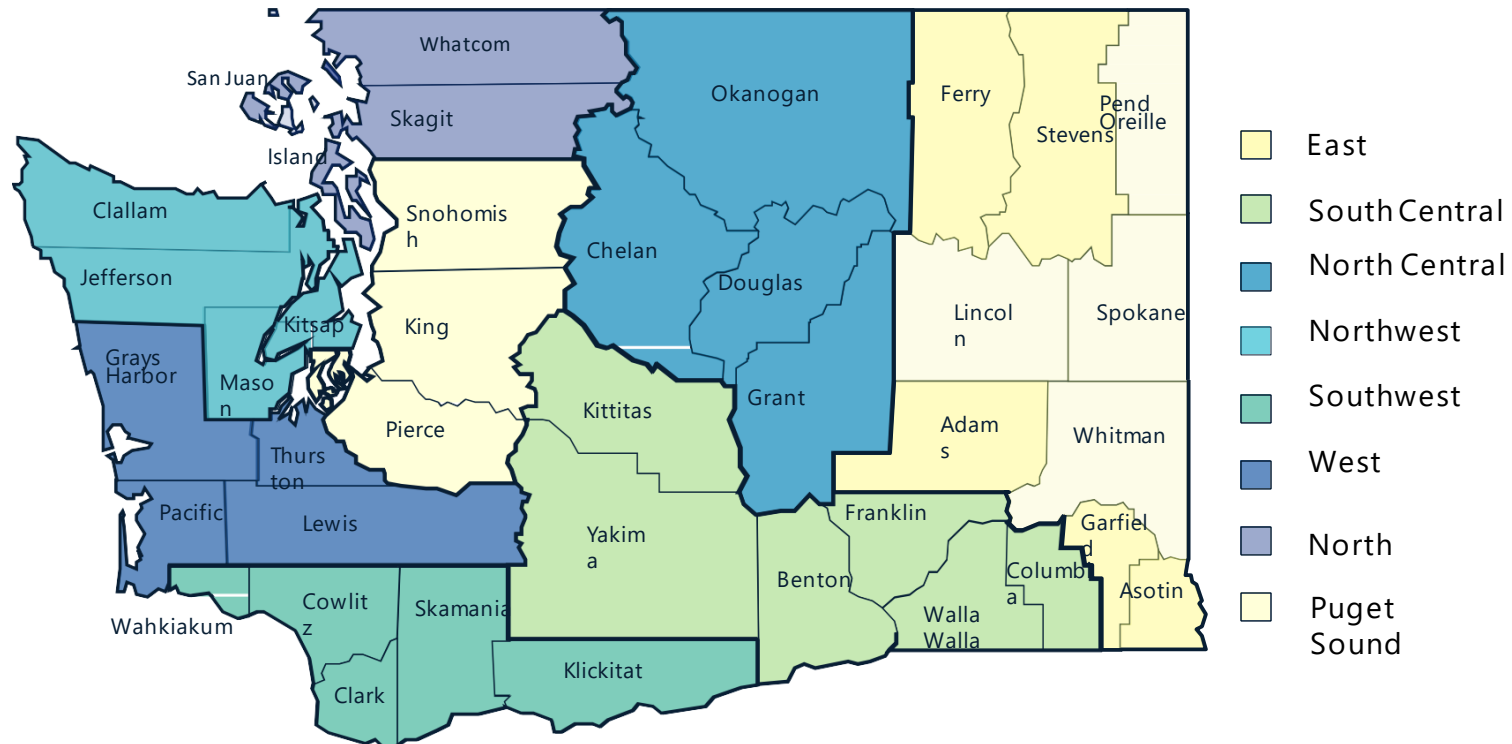 Whatcom
San Juan
Skagit
Island
Okanogan
Ferry
Stevens
Pend
Oreille
Clallam
Snohomis
h
Chelan
Jefferson
Douglas
King
Kitsap
Lincol
n
Spokane
Grays
Harbor
Maso
n
Grant
Kittitas
Pierce
Adam
s
Whitman
Thurs
ton
Pacific
Lewis
Yakim
a
Franklin
Garfiel
d
Benton
Columb
a
Asotin
Walla
Walla
Wahkiakum
Cowlit
z
Skamania
Klickitat
Clark
East
South Central
North Central
Northwest
Southwest
West
North
Puget
Sound